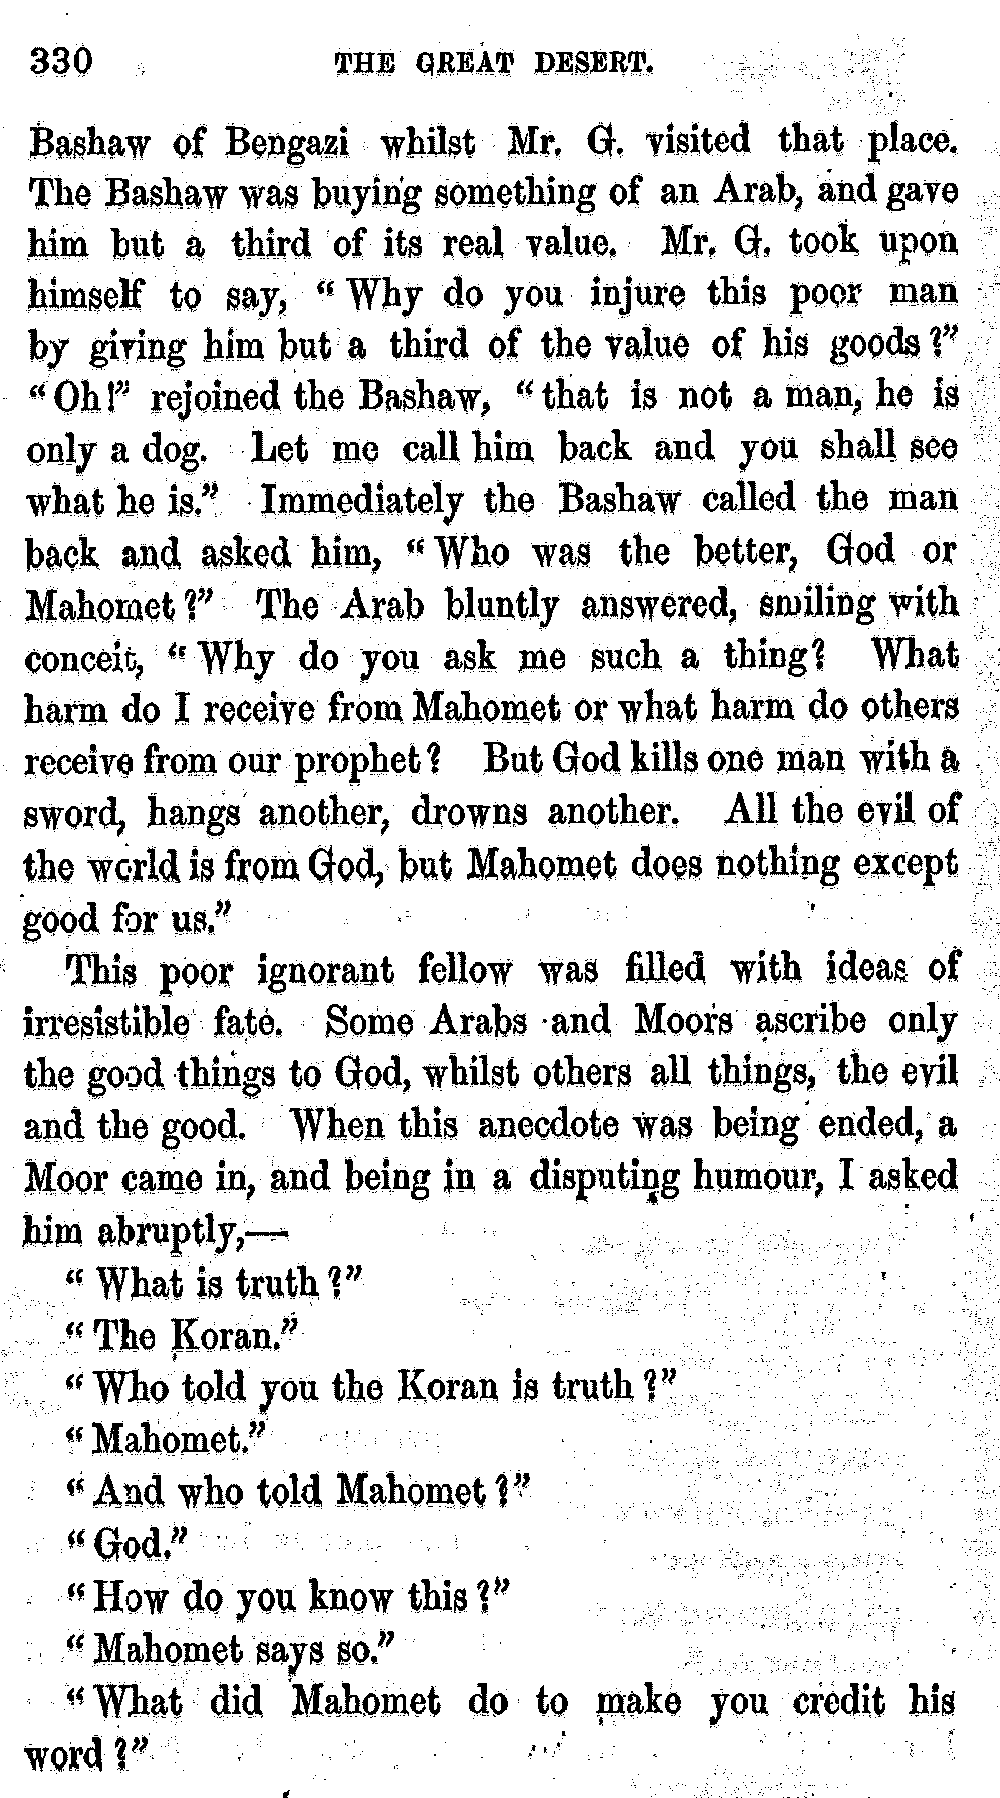 330 THE GREAT DESERT.
Bashaw of Bengazi whilst Mr. G. visited that place.
The Bashaw was buying something of an Arab, and gave
him but a third of its real value. Mr. G. took upon
himself to say, "Why do you injure this poor man
by giving him but a third of the value of his goods?"
"Oh!" rejoined the Bashaw, "that is not a man, he is
only a dog. Let me call him back and you shall see
what he is." Immediately the Bashaw called the man
back and asked him, "Who was the better, God or
Mahomet?" The Arab bluntly answered, smiling with
conceit, "Why do you ask me such a thing? What
harm do I receive from Mahomet or what harm do others
receive from our prophet? But God kills one man with a
sword, hangs another, drowns another. All the evil of
the world is from God, but Mahomet does nothing except
good for us."
This poor ignorant fellow was filled with ideas of
irresistible fate. Some Arabs and Moors ascribe only
the good things to God, whilst others all things, the evil
and the good. When this anecdote was being ended, a
Moor came in, and being in a disputing humour, I asked
him abruptly,—
"What is truth?"
"The Koran."
"Who told you the Koran is truth?"
"Mahomet."
"And who told Mahomet?"
"God."
"How do you know this?"
"Mahomet says so."
"What did Mahomet do to make you credit his
word?"